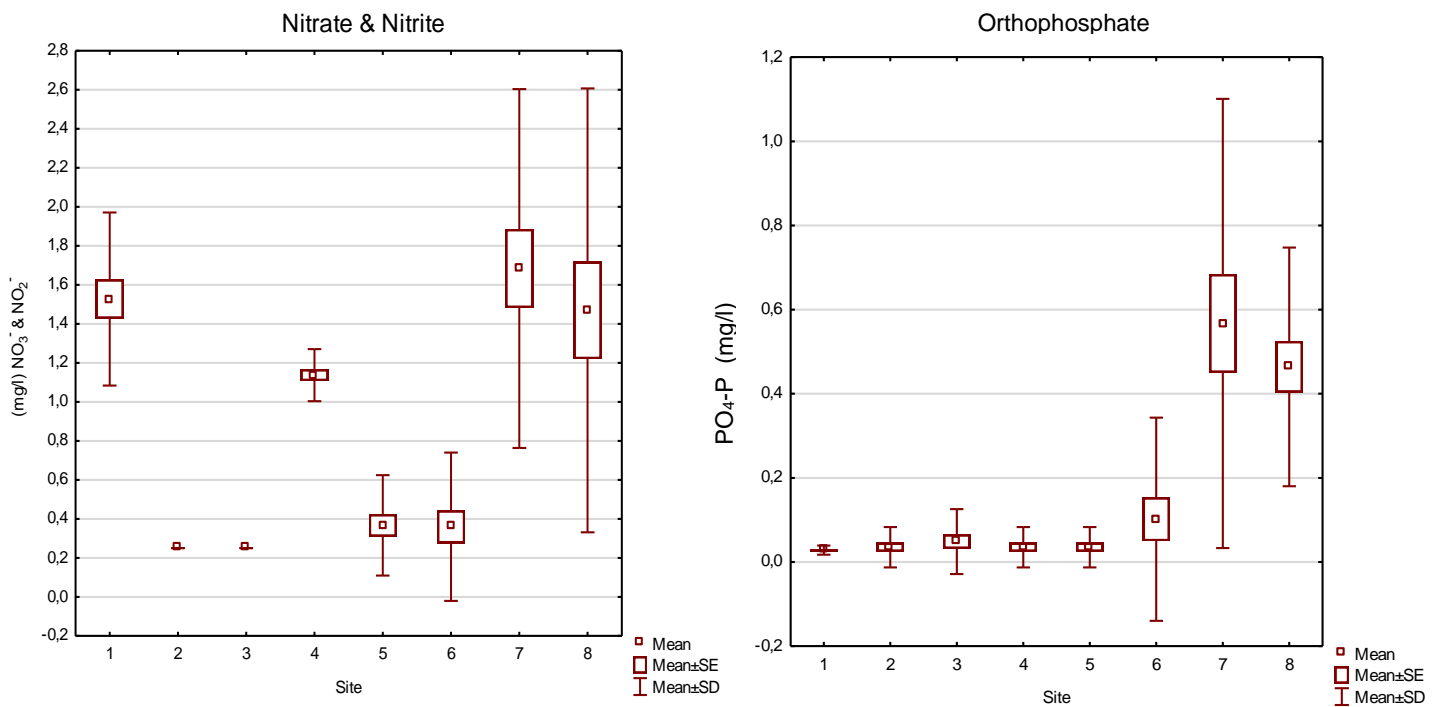 Nitrate & Nitrite
(mg/l) NO₃⁻ & NO₂⁻
2,8
2,6
2,4
2,2
2,0
1,8
1,6
1,4
1,2
1,0
0,8
0,6
0,4
0,2
0,0
-0,2
1 2 3 4 5 6 7 8
Site
Mean
Mean±SE
Mean±SD
Orthophosphate
PO₄-P (mg/l)
1,2
1,0
0,8
0,6
0,4
0,2
0,0
-0,2
1 2 3 4 5 6 7 8
Site
Mean
Mean±SE
Mean±SD